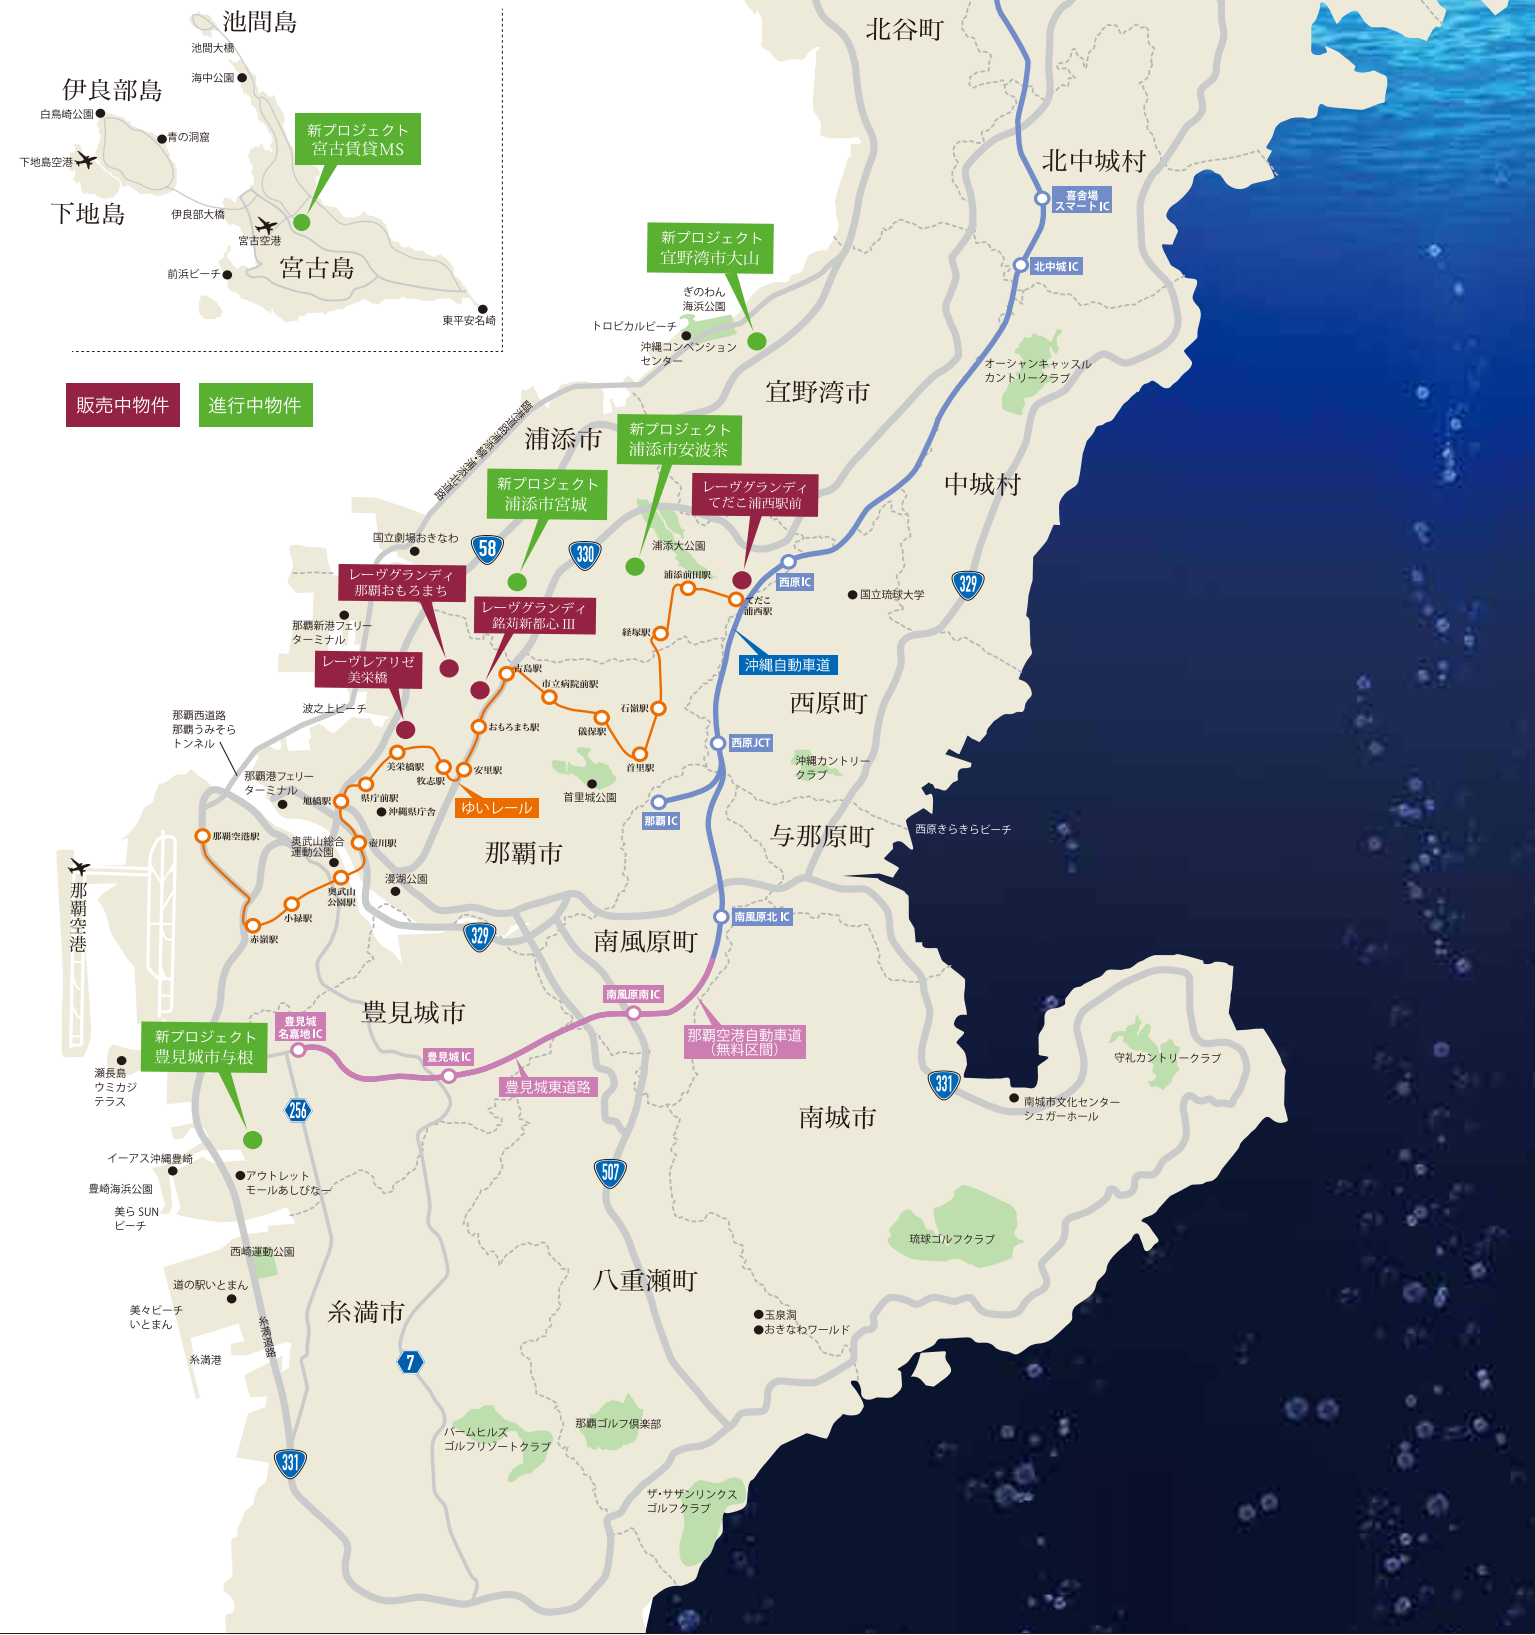 池間島
池間大橋
海中公園
伊良部島
白鳥崎公園
青の洞窟
下地島空港
下地島
伊良部大橋
新プロジェクト
宮古賃貸MS
宮古空港
宮古島
前浜ビーチ
東平安名崎
販売中物件
進行中物件
北谷町
北中城村
喜舎場
スマートIC
北中城IC
新プロジェクト
宜野湾市大山
ぎのわん
海浜公園
トロピカルビーチ
沖縄コンベンション
センター
オーシャンキャッスル
カントリークラブ
宜野湾市
臨港道路浦添線・浦添北道路
浦添市
新プロジェクト
浦添市安波茶
新プロジェクト
浦添市宮城
レーヴグランディ
てだこ浦西駅前
中城村
国立劇場おきなわ
58
330
浦添大公園
329
レーヴグランディ
那覇おもろまち
浦添前田駅
西原IC
国立琉球大学
てだこ
浦西駅
レーヴグランディ
銘苅新都心 III
那覇新港フェリー
ターミナル
経塚駅
沖縄自動車道
レーヴレアリゼ
美栄橋
古島駅
市立病院前駅
石嶺駅
西原町
波之上ビーチ
那覇西道路
那覇うみそら
トンネル
おもろまち駅
儀保駅
西原JCT
美栄橋駅
牧志駅
安里駅
首里駅
沖縄カントリー
クラブ
那覇港フェリー
ターミナル
旭橋駅
県庁前駅
沖縄県庁舎
ゆいレール
首里城公園
那覇IC
那覇空港駅
奥武山総合
運動公園
壺川駅
那覇市
与那原町
西原きらきらビーチ
漫湖公園
奥武山
公園駅
那覇空港
小禄駅
赤嶺駅
329
南風原町
南風原北 IC
豊見城市
南風原南IC
豊見城
名嘉地IC
新プロジェクト
豊見城市与根
那覇空港自動車道
（無料区間）
豊見城IC
豊見城東道路
瀬長島
ウミカジ
テラス
守礼カントリークラブ
331
南城市文化センター
シュガーホール
256
南城市
507
イーアス沖縄豊崎
アウトレット
モールあしびなー
豊崎海浜公園
美らSUN
ビーチ
琉球ゴルフクラブ
西崎運動公園
道の駅いとまん
八重瀬町
美々ビーチ
いとまん
糸満道路
糸満市
玉泉洞
おきなわワールド
糸満港
7
パームヒルズ
ゴルフリゾートクラブ
那覇ゴルフ倶楽部
331
ザ・サザンリンクス
ゴルフクラブ